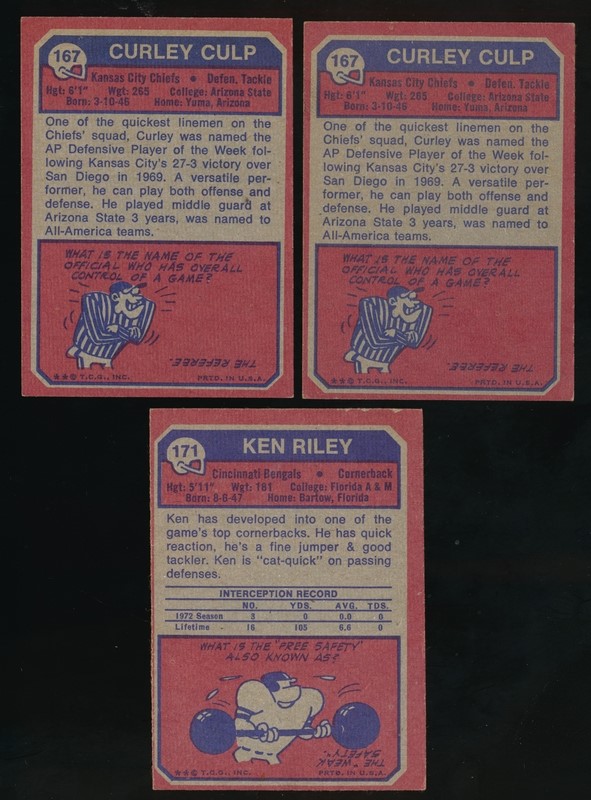 167
CURLEY CULP
Kansas City Chiefs • Defen. Tackle
Hgt: 6'1" Wgt: 265 College: Arizona State
Born: 3-10-46 Home: Yuma, Arizona
One of the quickest linemen on the
Chiefs' squad, Curley was named the
AP Defensive Player of the Week fol-
lowing Kansas City's 27-3 victory over
San Diego in 1969. A versatile per-
former, he can play both offense and
defense. He played middle guard at
Arizona State 3 years, was named to
All-America teams.
WHAT IS THE NAME OF THE
OFFICIAL WHO HAS OVERALL
CONTROL OF A GAME?
THE REFEREE.
★★© T.C.G., INC. PRTD. IN U.S.A.
167
CURLEY CULP
Kansas City Chiefs • Defen. Tackle
Hgt: 6'1" Wgt: 265 College: Arizona State
Born: 3-10-46 Home: Yuma, Arizona
One of the quickest linemen on the
Chiefs' squad, Curley was named the
AP Defensive Player of the Week fol-
lowing Kansas City's 27-3 victory over
San Diego in 1969. A versatile per-
former, he can play both offense and
defense. He played middle guard at
Arizona State 3 years, was named to
All-America teams.
WHAT IS THE NAME OF THE
OFFICIAL WHO HAS OVERALL
CONTROL OF A GAME?
THE REFEREE.
★★© T.C.G., INC. PRTD. IN U.S.A.
171
KEN RILEY
Cincinnati Bengals • Cornerback
Hgt: 5'11" Wgt: 181 College: Florida A & M
Born: 8-6-47 Home: Bartow, Florida
Ken has developed into one of the
game's top cornerbacks. He has quick
reaction, he's a fine jumper & good
tackler. Ken is "cat-quick" on passing
defenses.
INTERCEPTION RECORD
NO. YDS. AVG. TDS.
1972 Season 3 0 0.0 0
Lifetime 16 105 6.6 0
WHAT IS THE "FREE SAFETY"
ALSO KNOWN AS?
THE "WEAK
SAFETY".
★★© T.C.G., INC. PRTD. IN U.S.A.